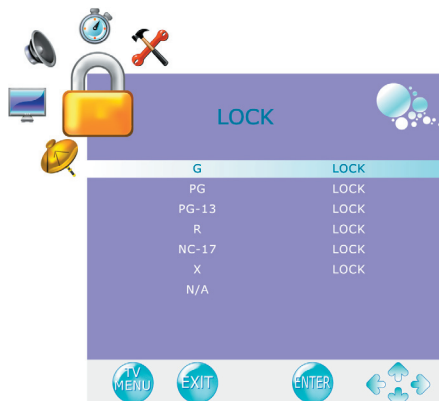 LOCK
G LOCK
PG LOCK
PG-13 LOCK
R LOCK
NC-17 LOCK
X LOCK
N/A
TV
MENU EXIT ENTER